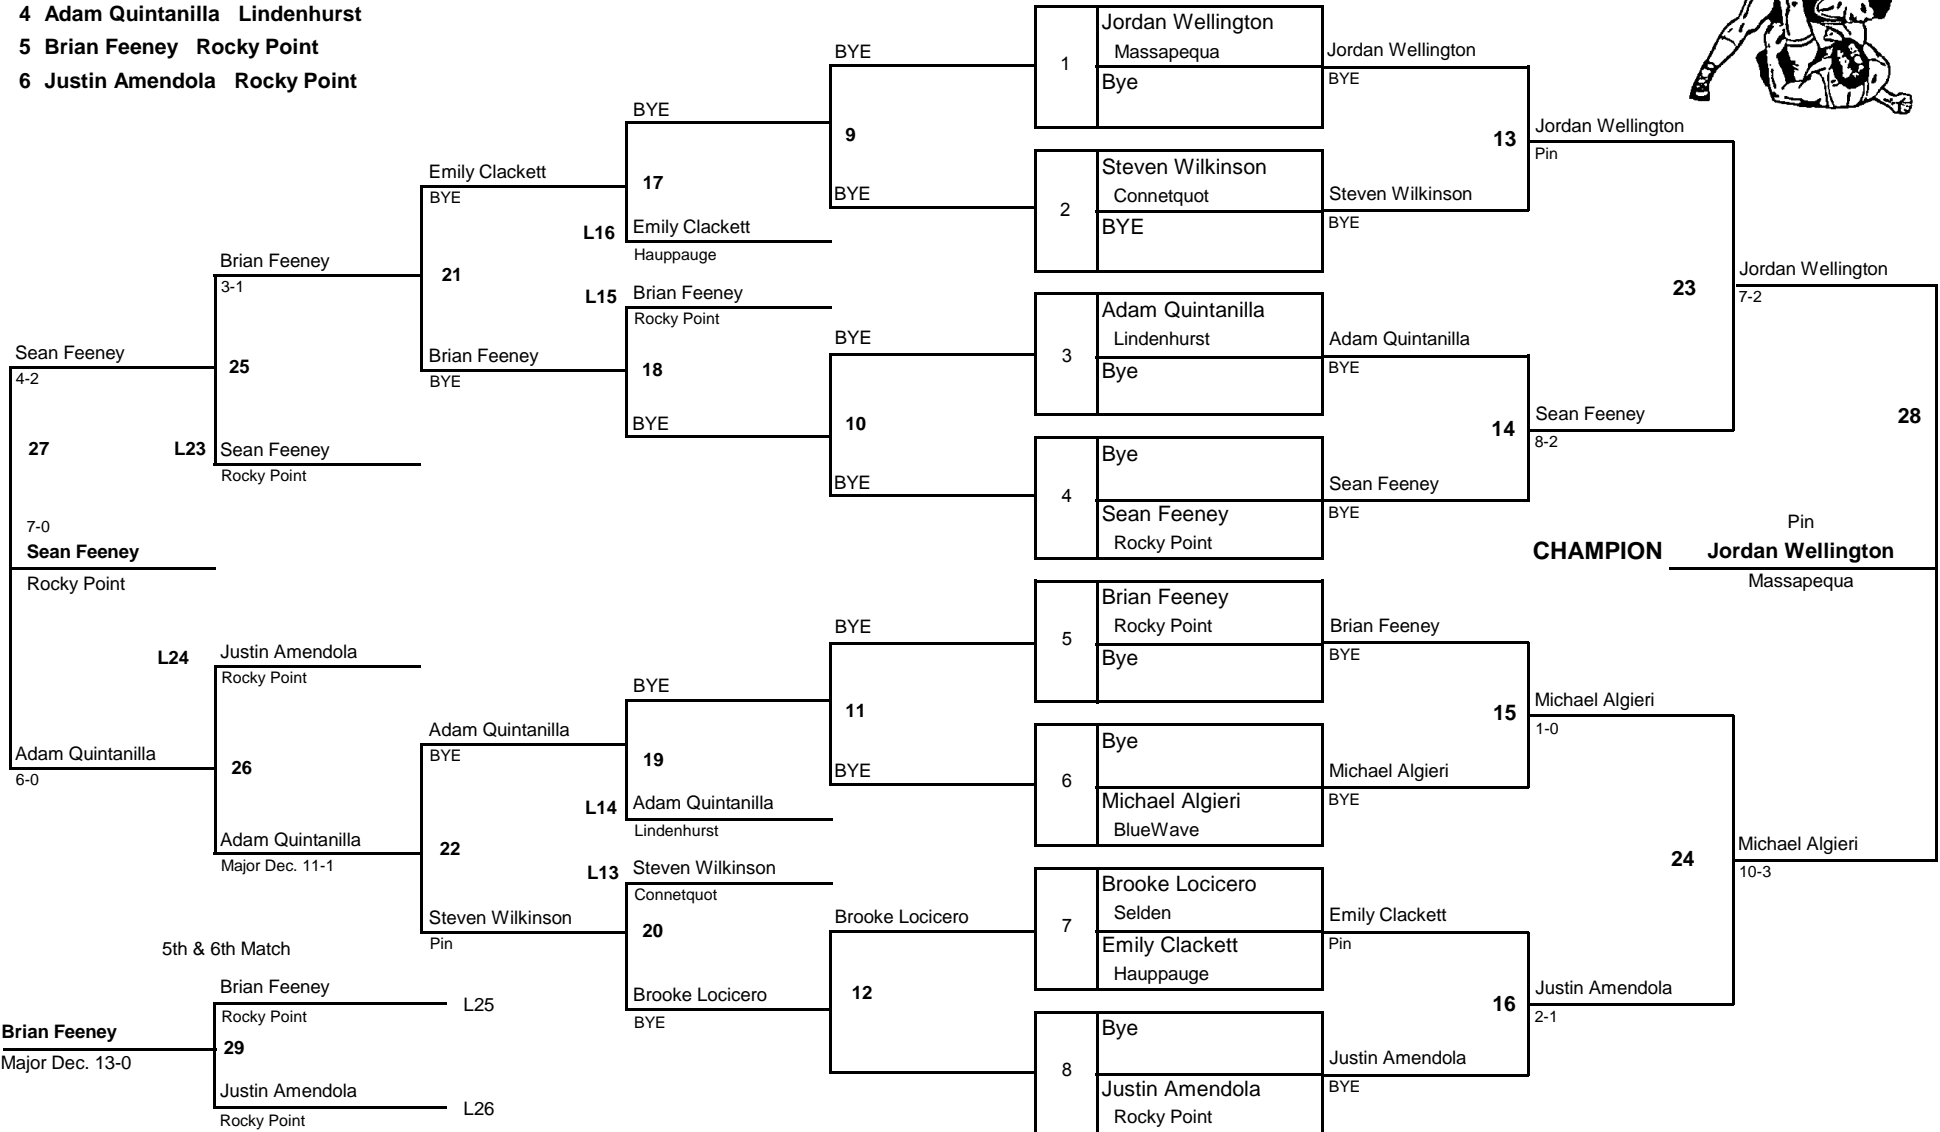 4 Adam Quintanilla Lindenhurst
5 Brian Feeney Rocky Point
6 Justin Amendola Rocky Point
Jordan Wellington
BYE
Massapequa
Jordan Wellington
1
Bye
BYE
BYE
9
13
Jordan Wellington
Pin
Steven Wilkinson
Emily Clackett
17
BYE
BYE
2
Connetquot
Steven Wilkinson
BYE
BYE
L16
Emily Clackett
Hauppauge
Brian Feeney
3-1
21
Jordan Wellington
7-2
23
L15
Brian Feeney
Rocky Point
Adam Quintanilla
BYE
Lindenhurst
Adam Quintanilla
3
Bye
BYE
Sean Feeney
4-2
25
Brian Feeney
BYE
18
BYE
10
14
Sean Feeney
8-2
28
27
L23
Sean Feeney
Rocky Point
Bye
BYE
4
Sean Feeney
BYE
Sean Feeney
Rocky Point
7-0
Sean Feeney
Rocky Point
Pin
CHAMPION
Jordan Wellington
Massapequa
Brian Feeney
BYE
5
Rocky Point
Brian Feeney
Bye
BYE
L24
Justin Amendola
Rocky Point
BYE
11
15
Michael Algieri
1-0
Adam Quintanilla
BYE
19
Bye
Adam Quintanilla
6-0
26
BYE
6
Michael Algieri
BYE
Michael Algieri
BlueWave
L14
Adam Quintanilla
Lindenhurst
Adam Quintanilla
Major Dec. 11-1
22
24
Michael Algieri
10-3
L13
Steven Wilkinson
Connetquot
Brooke Locicero
Selden
Steven Wilkinson
Pin
20
Brooke Locicero
7
Emily Clackett
Pin
Emily Clackett
Hauppauge
5th & 6th Match
Brian Feeney
Rocky Point
L25
Brooke Locicero
BYE
12
16
Justin Amendola
2-1
Brian Feeney
Major Dec. 13-0
29
Bye
8
Justin Amendola
BYE
Justin Amendola
Rocky Point
L26
Justin Amendola
Rocky Point